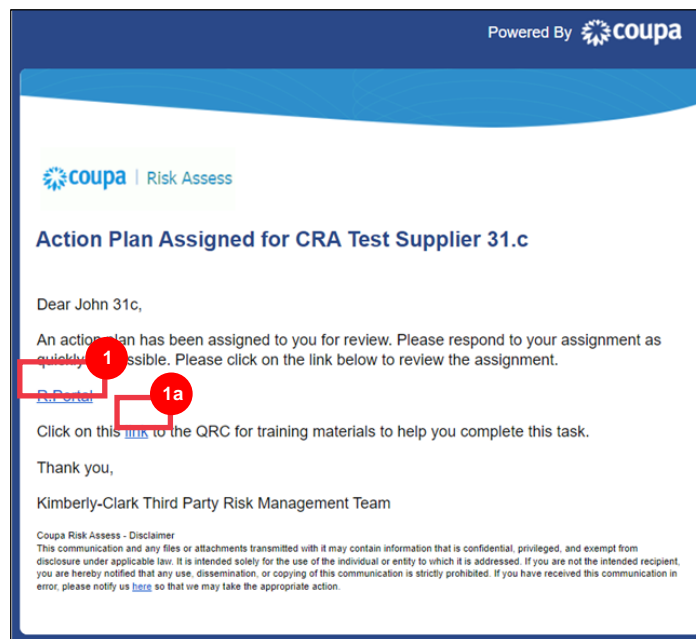 Powered By coupa
coupa | Risk Assess
Action Plan Assigned for CRA Test Supplier 31.c
Dear John 31c,
An action plan has been assigned to you for review. Please respond to your assignment as
quickly ssible. Please click on the link below to review the assignment.
1
R.Portal
1a
Click on this link to the QRC for training materials to help you complete this task.
Thank you,
Kimberly-Clark Third Party Risk Management Team
Coupa Risk Assess - Disclaimer
This communication and any files or attachments transmitted with it may contain information that is confidential, privileged, and exempt from
disclosure under applicable law. It is intended solely for the use of the individual or entity to which it is addressed. If you are not the intended recipient,
you are hereby notified that any use, dissemination, or copying of this communication is strictly prohibited. If you have received this communication in
error, please notify us here so that we may take the appropriate action.